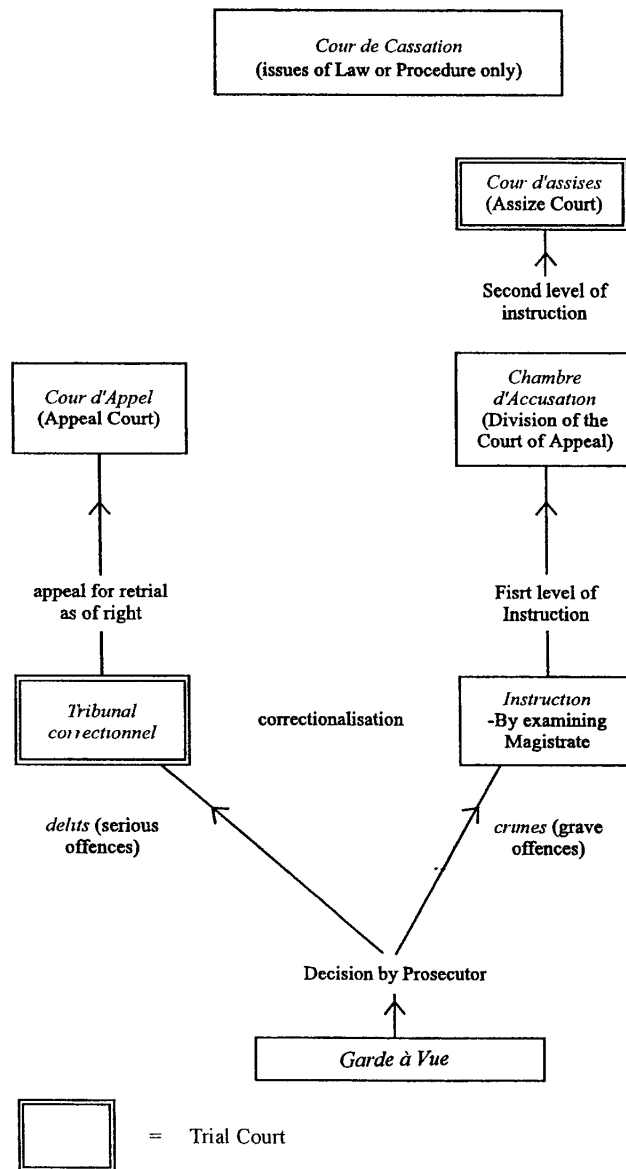 Cour de Cassation
(issues of Law or Procedure only)
Cour d'assises
(Assize Court)
Second level of
instruction
Cour d'Appel
(Appeal Court)
Chambre
d'Accusation
(Division of the
Court of Appeal)
appeal for retrial
as of right
Fisrt level of
Instruction
Tribunal
correctionnel
correctionalisation
Instruction
-By examining
Magistrate
delits (serious
offences)
crimes (grave
offences)
Decision by Prosecutor
Garde à Vue
= Trial Court